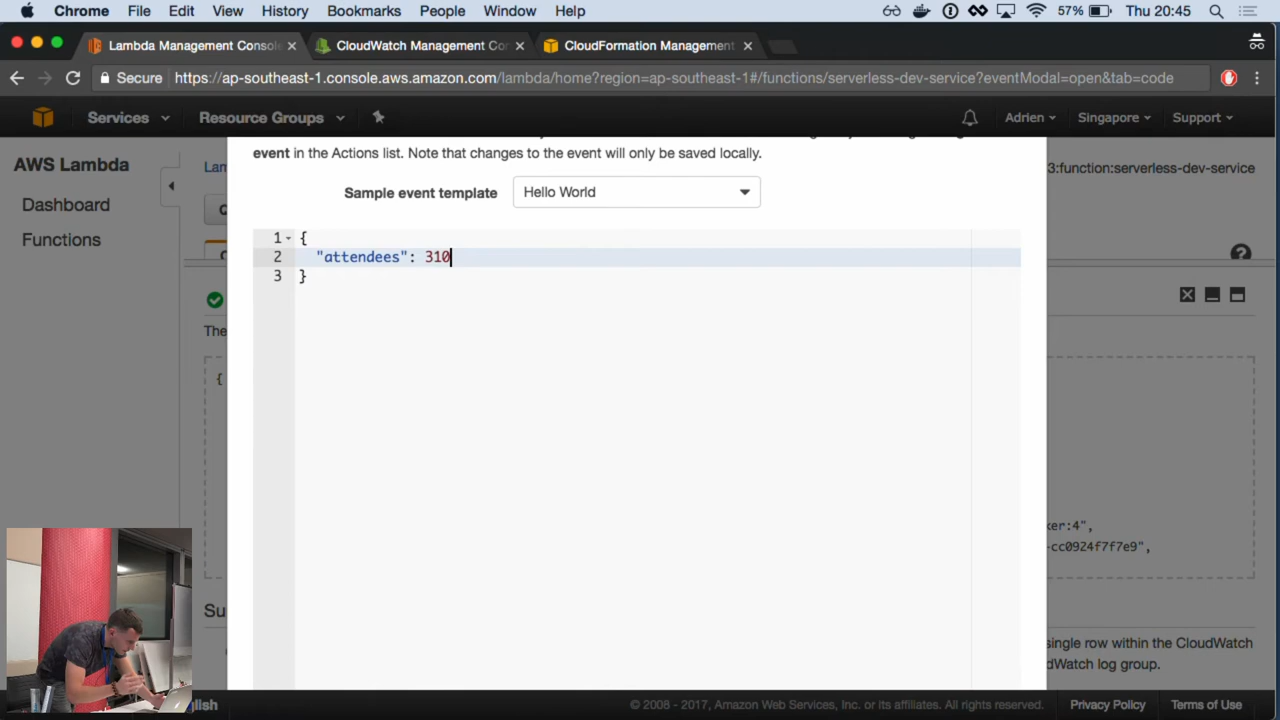 Chrome File Edit View History Bookmarks People Window Help 57% Thu 20:45
Lambda Management Console CloudWatch Management Con CloudFormation Management
Secure https://ap-southeast-1.console.aws.amazon.com/lambda/home?region=ap-southeast-1#/functions/serverless-dev-service?eventModal=open&tab=code
Services Resource Groups Adrien Singapore Support
AWS Lambda
Dashboard
Functions
Lam
3:function:serverless-dev-service
event in the Actions list. Note that changes to the event will only be saved locally.
Sample event template Hello World
1 {
2 "attendees": 310
3 }
The
{
ker:4",
-cc0924f7f7e9",
Su
single row within the CloudWatch
dWatch log group.
glish © 2008 - 2017, Amazon Web Services, Inc. or its affiliates. All rights reserved. Privacy Policy Terms of Use